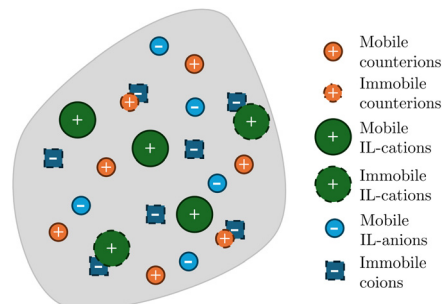 Mobile
counterions
Immobile
counterions
Mobile
IL-cations
Immobile
IL-cations
Mobile
IL-anions
Immobile
coions